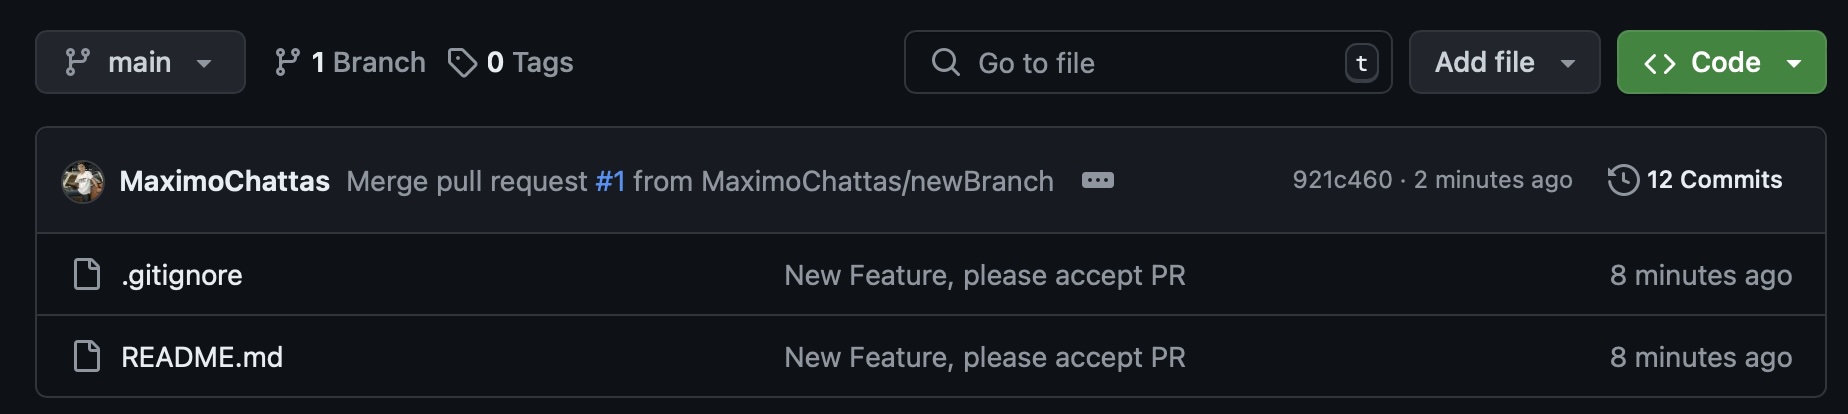 main 1 Branch 0 Tags Go to file t Add file <> Code
MaximoChattas Merge pull request #1 from MaximoChattas/newBranch ... 921c460 · 2 minutes ago 12 Commits
.gitignore New Feature, please accept PR 8 minutes ago
README.md New Feature, please accept PR 8 minutes ago